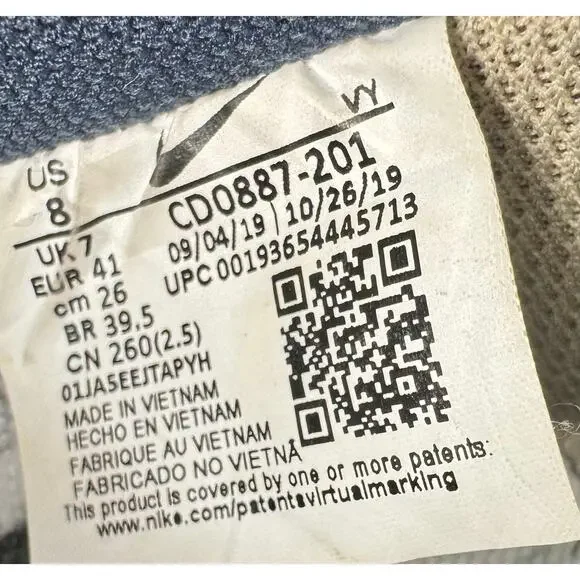 VY
US
8
CD0887-201
09/04/19 | 10/26/19
UPC 00193654445713
UK 7
EUR 41
cm 26
BR 39.5
CN 260(2.5)
01JA5EEJTAPYH
MADE IN VIETNAM
HECHO EN VIETNAM
FABRIQUE AU VIETNAM
FABRICADO NO VIETNÃ
This product is covered by one or more patents:
www.nike.com/patentsvirtualmarking